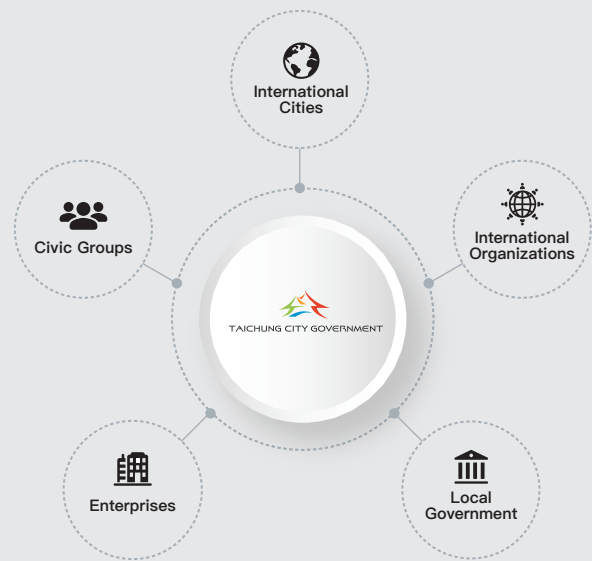 International
Cities
Civic Groups
International
Organizations
TAICHUNG CITY GOVERNMENT
Enterprises
Local
Government